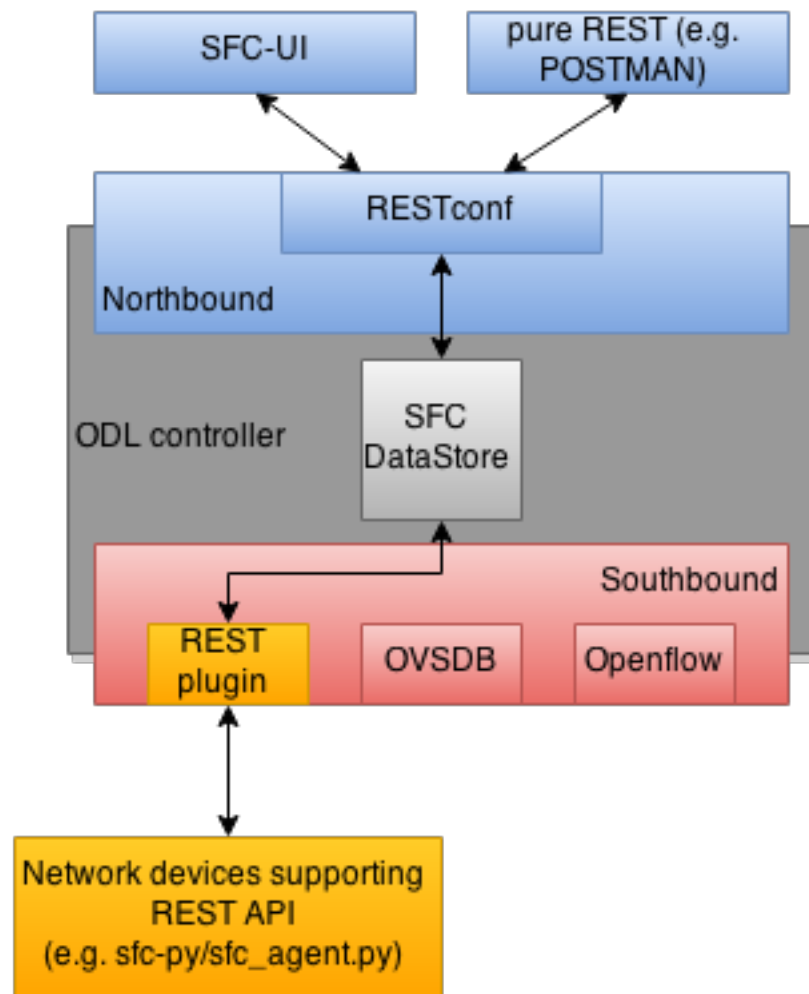 SFC-UI
pure REST (e.g.
POSTMAN)
RESTconf
Northbound
SFC
DataStore
ODL controller
Southbound
REST
plugin
OVSDB
Openflow
Network devices supporting
REST API
(e.g. sfc-py/sfc_agent.py)